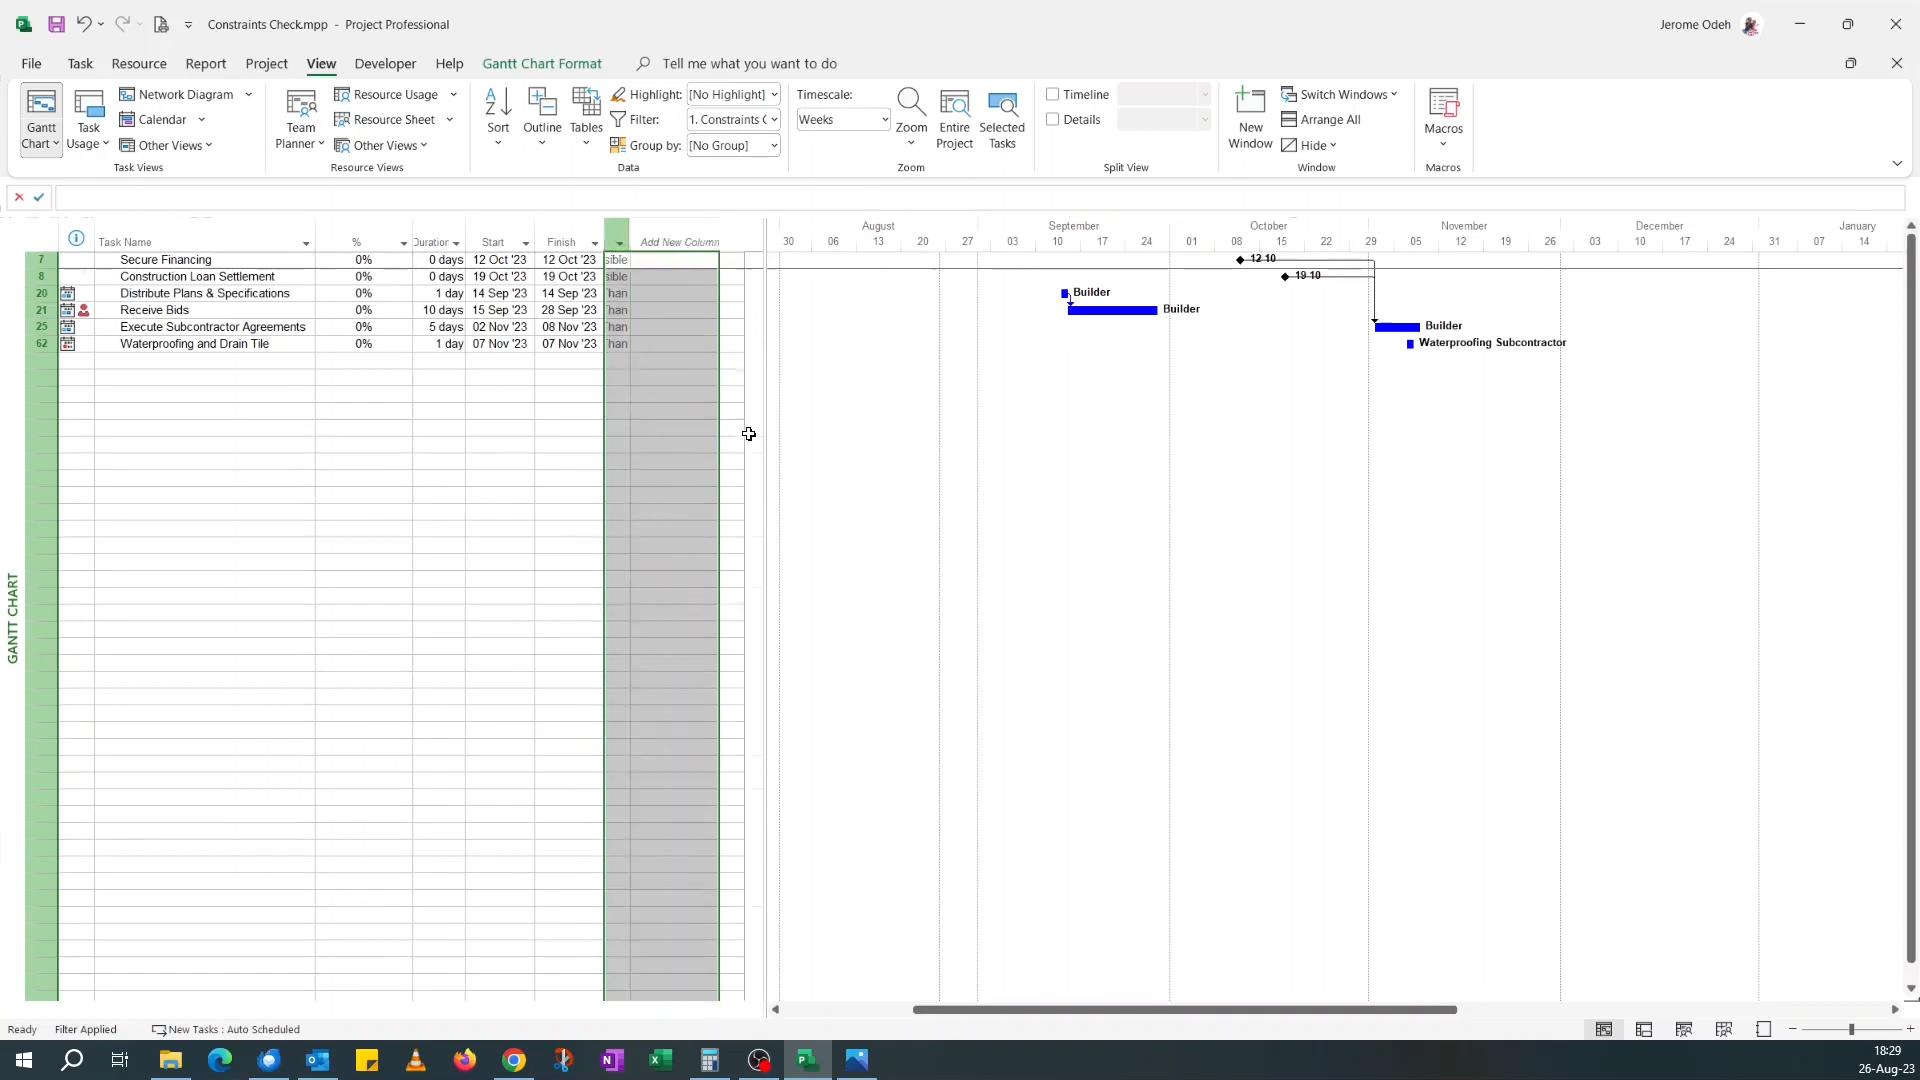 Constraints Check.mpp - Project Professional
Jerome Odeh
File Task Resource Report Project View Developer Help Gantt Chart Format Tell me what you want to do
Gantt Chart
Task Usage
Network Diagram
Calendar
Other Views
Task Views
Team Planner
Resource Usage
Resource Sheet
Other Views
Resource Views
Sort
Outline
Tables
Highlight: [No Highlight]
Filter: 1. Constraints C
Group by: [No Group]
Data
Timescale:
Weeks
Zoom
Entire Project
Selected Tasks
Zoom
Timeline
Details
Split View
New Window
Switch Windows
Arrange All
Hide
Window
Macros
Macros
Task Name % Duration Start Finish Add New Column
7 Secure Financing 0% 0 days 12 Oct '23 12 Oct '23 sible
8 Construction Loan Settlement 0% 0 days 19 Oct '23 19 Oct '23 sible
20 Distribute Plans & Specifications 0% 1 day 14 Sep '23 14 Sep '23 Than
21 Receive Bids 0% 10 days 15 Sep '23 28 Sep '23 Than
25 Execute Subcontractor Agreements 0% 5 days 02 Nov '23 08 Nov '23 Than
62 Waterproofing and Drain Tile 0% 1 day 07 Nov '23 07 Nov '23 Than
August September October November December January
30 06 13 20 27 03 10 17 24 01 08 15 22 29 05 12 19 26 03 10 17 24 31 07 14
12 10
19 10
Builder
Builder
Builder
Waterproofing Subcontractor
GANTT CHART
Ready Filter Applied New Tasks : Auto Scheduled
18:29
26-Aug-23